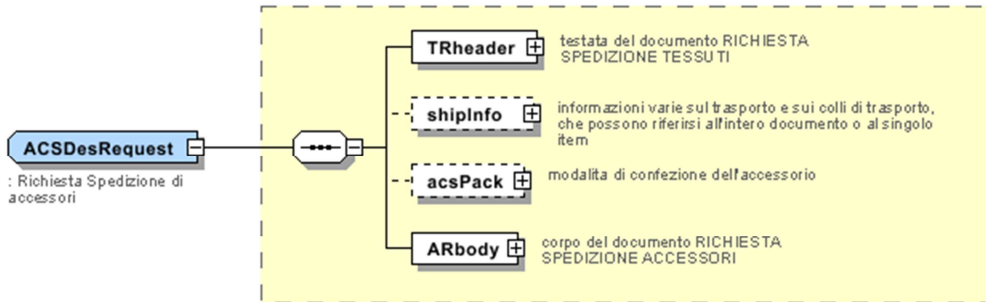 TRheader
testata del documento RICHIESTA
SPEDIZIONE TESSUTI
shipInfo
informazioni varie sul trasporto e sui colli di trasporto,
che possono riferirsi all'intero documento o al singolo
item
ACSDesRequest
: Richiesta Spedizione di
accessori
acsPack
modalita di confezione dell'accessorio
ARbody
corpo del documento RICHIESTA
SPEDIZIONE ACCESSORI